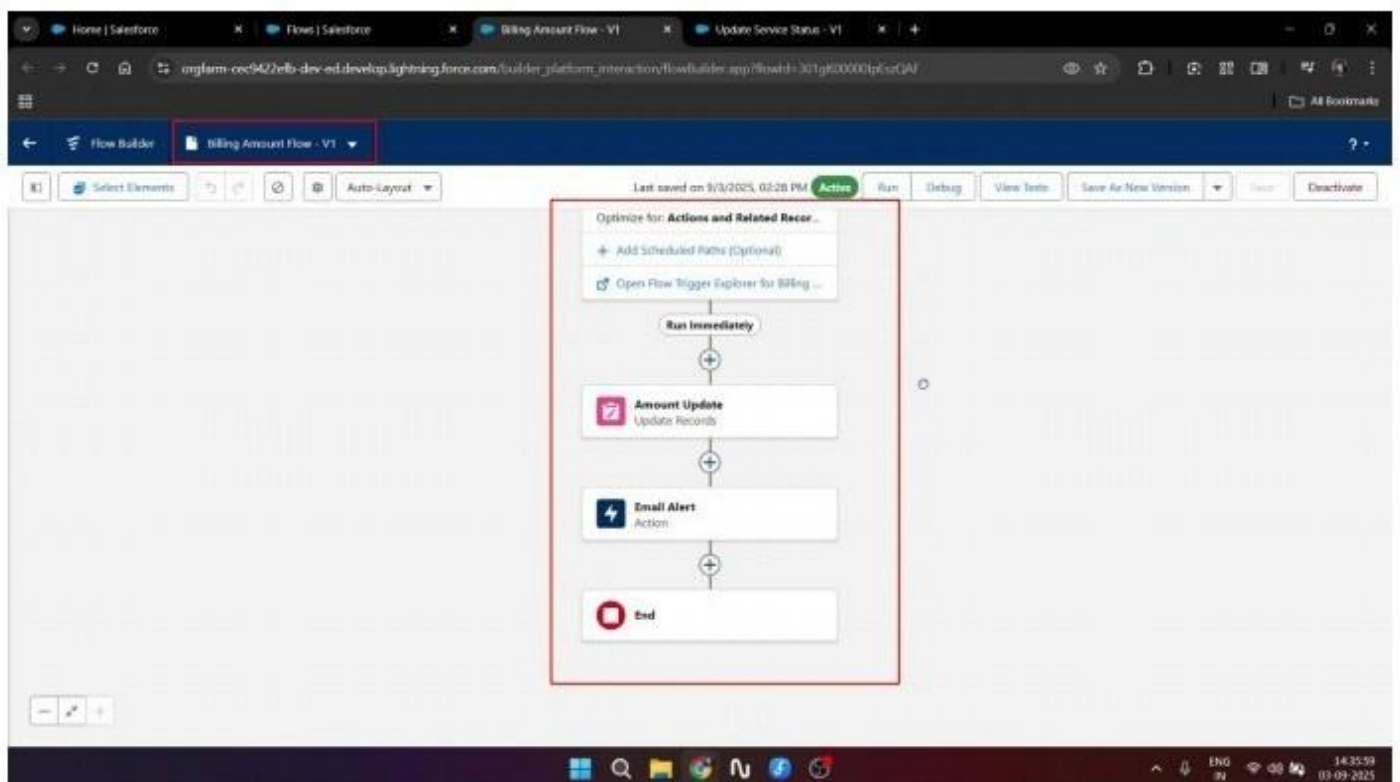 Home | Salesforce
Flows | Salesforce
Billing Amount Flow - V1
Update Service Status - V1
All Bookmarks
Flow Builder
Billing Amount Flow - V1
? 
Select Elements
Auto-Layout
Last saved on 9/3/2025, 02:28 PM
Active
Run
Debug
View Tests
Save As New Version
Save
Deactivate
Optimize for: Actions and Related Recor...
+ Add Scheduled Paths (Optional)
Open Flow Trigger Explorer for Billing ...
Run Immediately
Amount Update
Update Records
Email Alert
Action
End
ENG
IN
14:35:59
03-09-2025